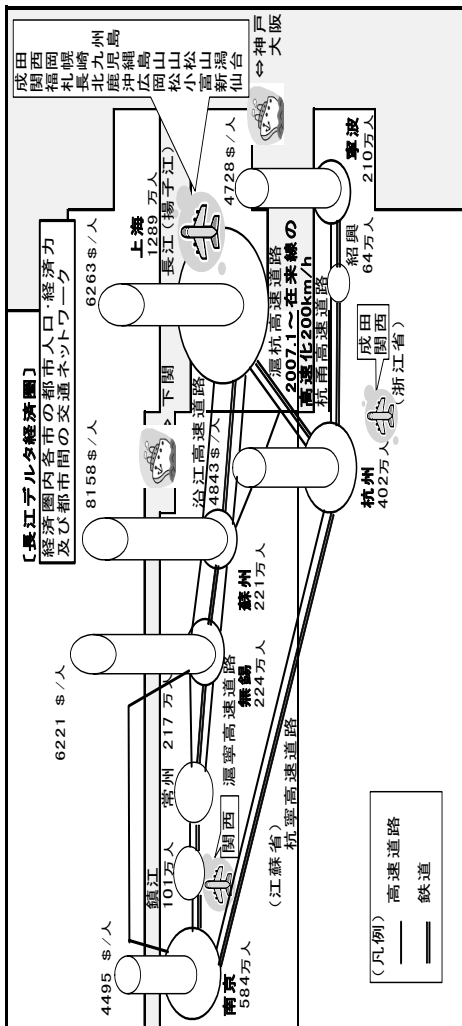 [長江デルタ経済圏]
経済圏内各市の都市人口・経済力
及び都市間の交通ネットワーク
成田
関西
福岡
札幌
長崎
北九州
鹿児島
沖縄
広島
岡山
松山
小松
富山
新潟
仙台
⇔神戸
大阪
上海
1289 万人
長江(揚子江)
6263$/人
4728$/人
寧波
210万人
紹興
64万人
滬杭高速道路
2007.1~在来線の
高速化200km/h
杭甬高速道路
成田
関西
(浙江省)
杭州
402万人
4843$/人
下関
沿江高速道路
8158$/人
蘇州
221万人
6221 $/人
無錫
224万人
滬寧高速道路
217 万人
常州
鎮江
101万人
関西
(江蘇省)
杭寧高速道路
4495 $/人
南京
584万人
(凡例)
高速道路
鉄道